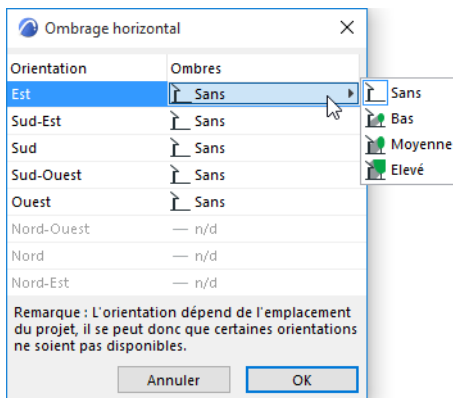 Ombrage horizontal
Orientation Ombres
Est Sans
Sud-Est Sans
Sud Sans
Sud-Ouest Sans
Ouest Sans
Nord-Ouest — n/d
Nord — n/d
Nord-Est — n/d
Sans
Bas
Moyenne
Elevé
Remarque : L'orientation dépend de l'emplacement
du projet, il se peut donc que certaines orientations
ne soient pas disponibles.
Annuler OK